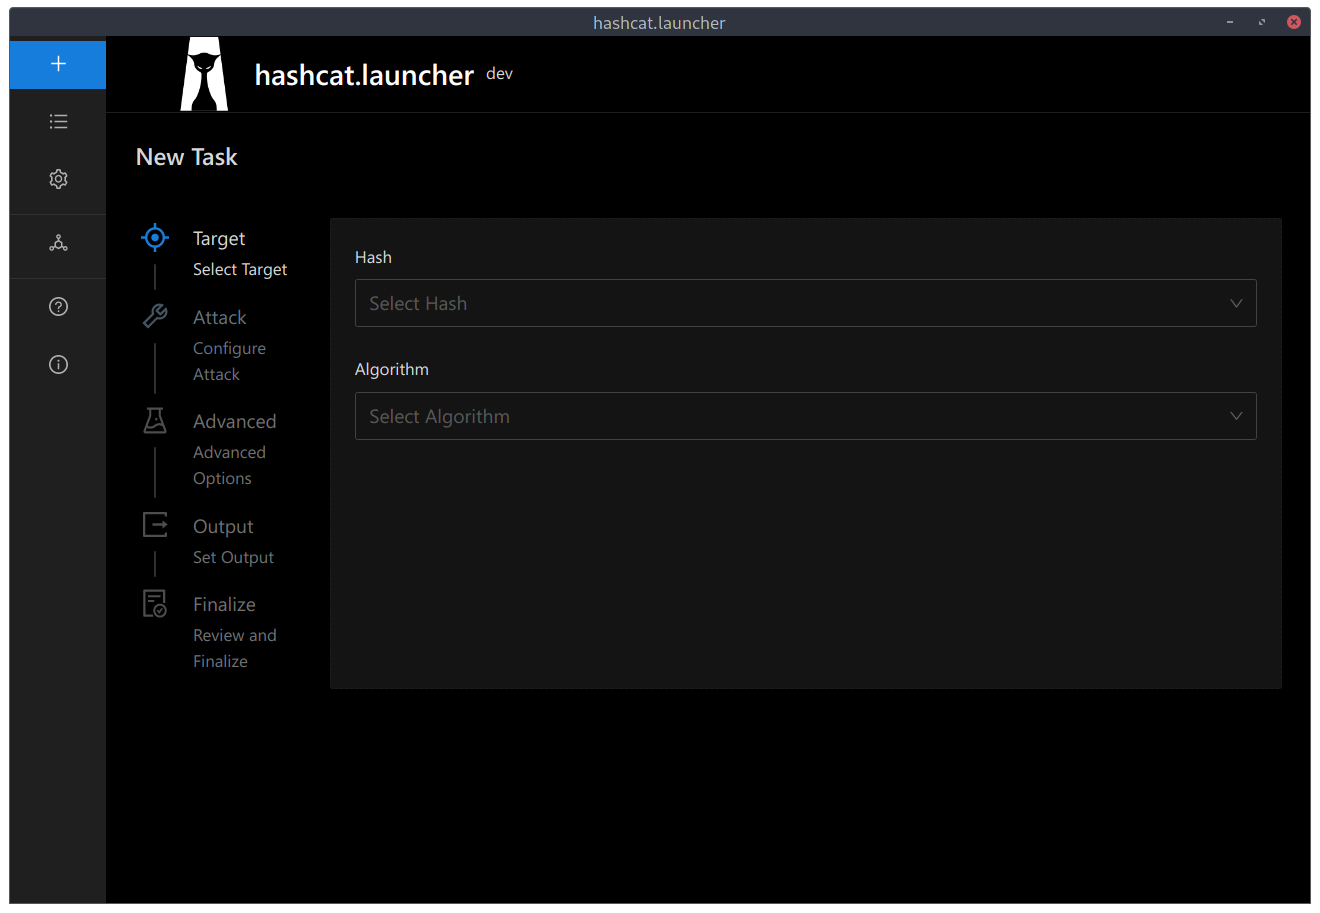 hashcat.launcher
hashcat.launcher dev
New Task
Target
Select Target
Attack
Configure
Attack
Advanced
Advanced
Options
Output
Set Output
Finalize
Review and
Finalize
Hash
Select Hash
Algorithm
Select Algorithm